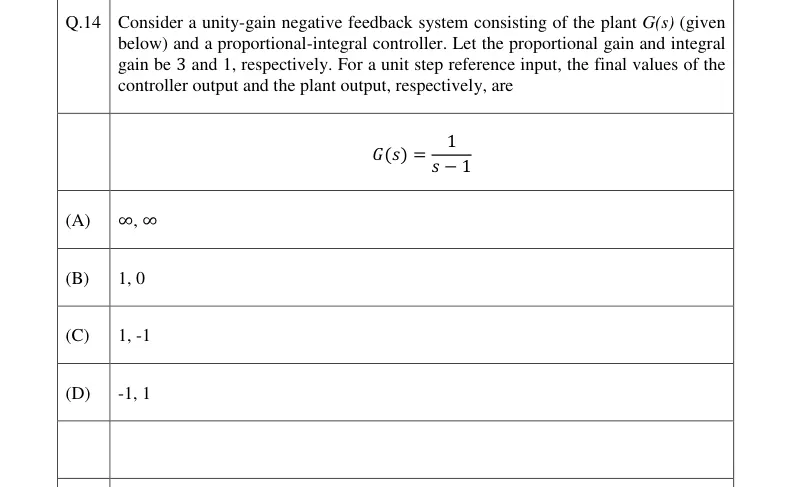 Q.14 Consider a unity-gain negative feedback system consisting of the plant G(s) (given
below) and a proportional-integral controller. Let the proportional gain and integral
gain be 3 and 1, respectively. For a unit step reference input, the final values of the
controller output and the plant output, respectively, are
G(s) = 1 / (s − 1)
(A) ∞, ∞
(B) 1, 0
(C) 1, -1
(D) -1, 1